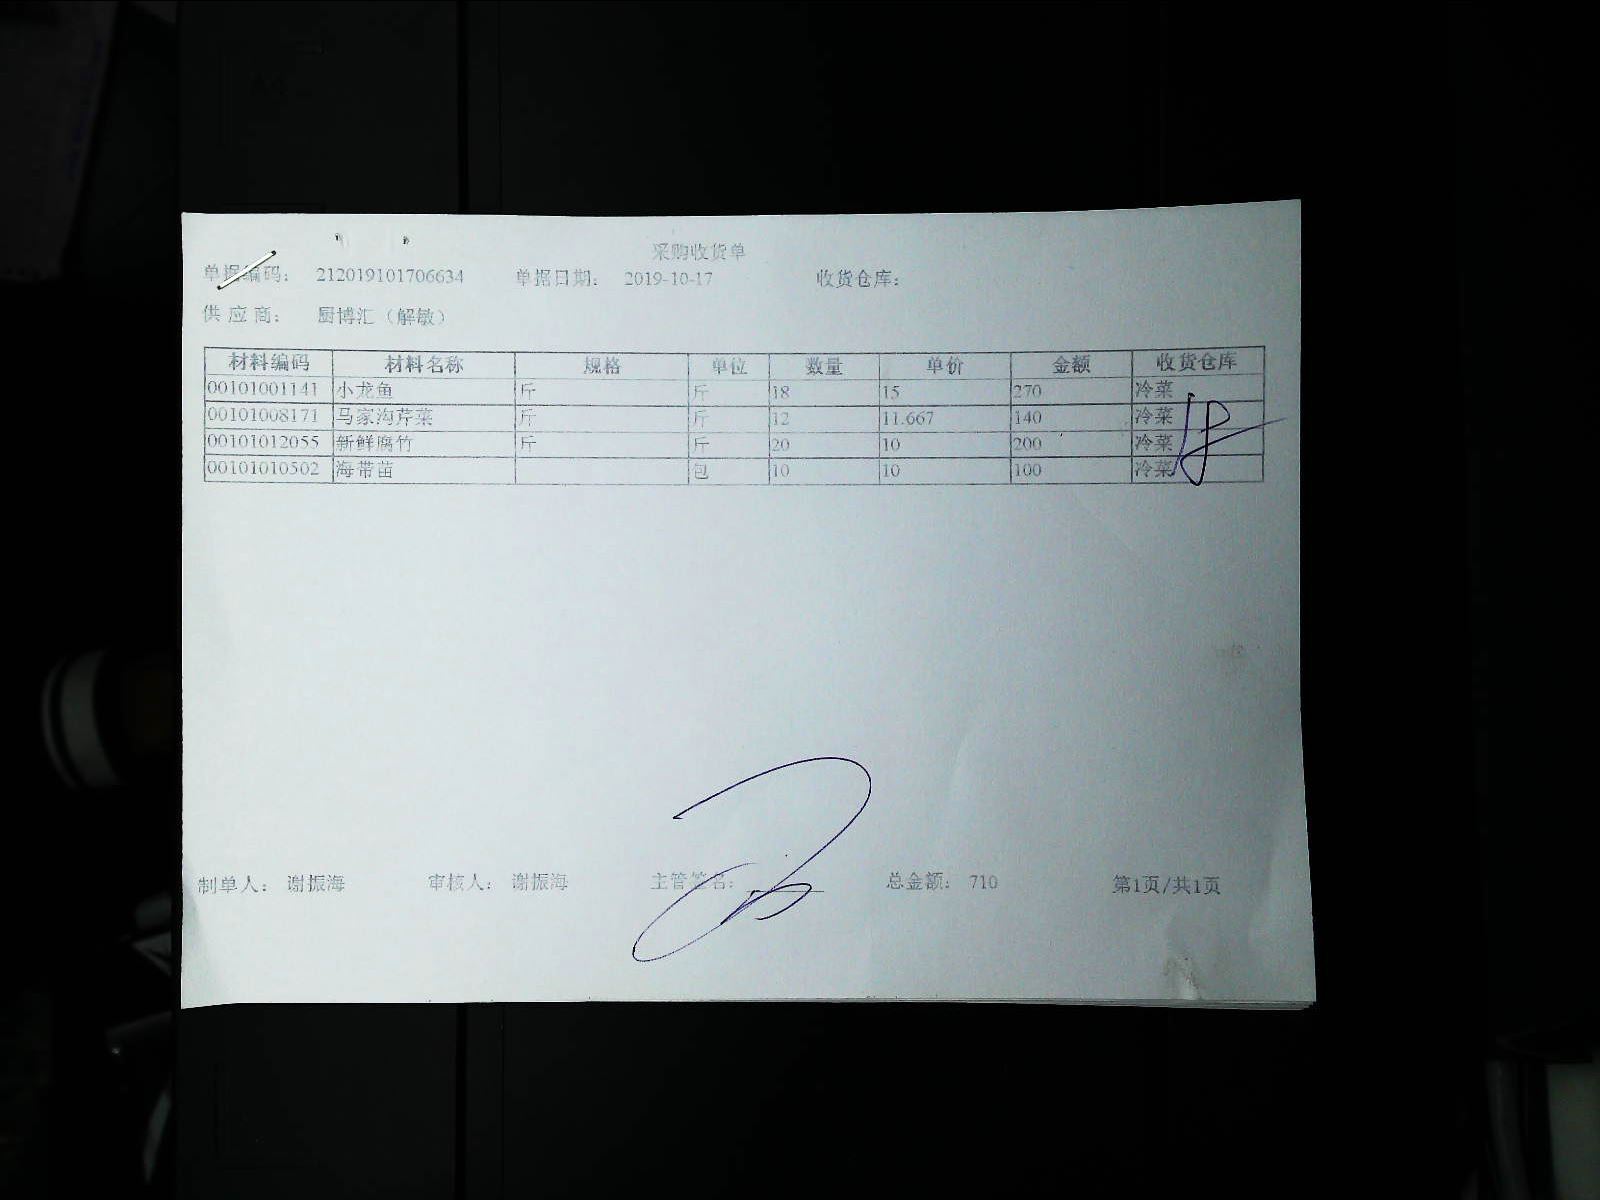 采购收货单
单据编码： 212019101706634 单据日期： 2019-10-17 收货仓库：
供 应 商： 厨博汇（解敏）
材料编码 材料名称 规格 单位 数量 单价 金额 收货仓库
00101001141 小龙鱼 斤 斤 18 15 270 冷菜
00101008171 马家沟芹菜 斤 斤 12 11.667 140 冷菜
00101012055 新鲜腐竹 斤 斤 20 10 200 冷菜
00101010502 海带苗 包 10 10 100 冷菜
制单人： 谢振海 审核人： 谢振海 主管签名： 总金额： 710 第1页/共1页